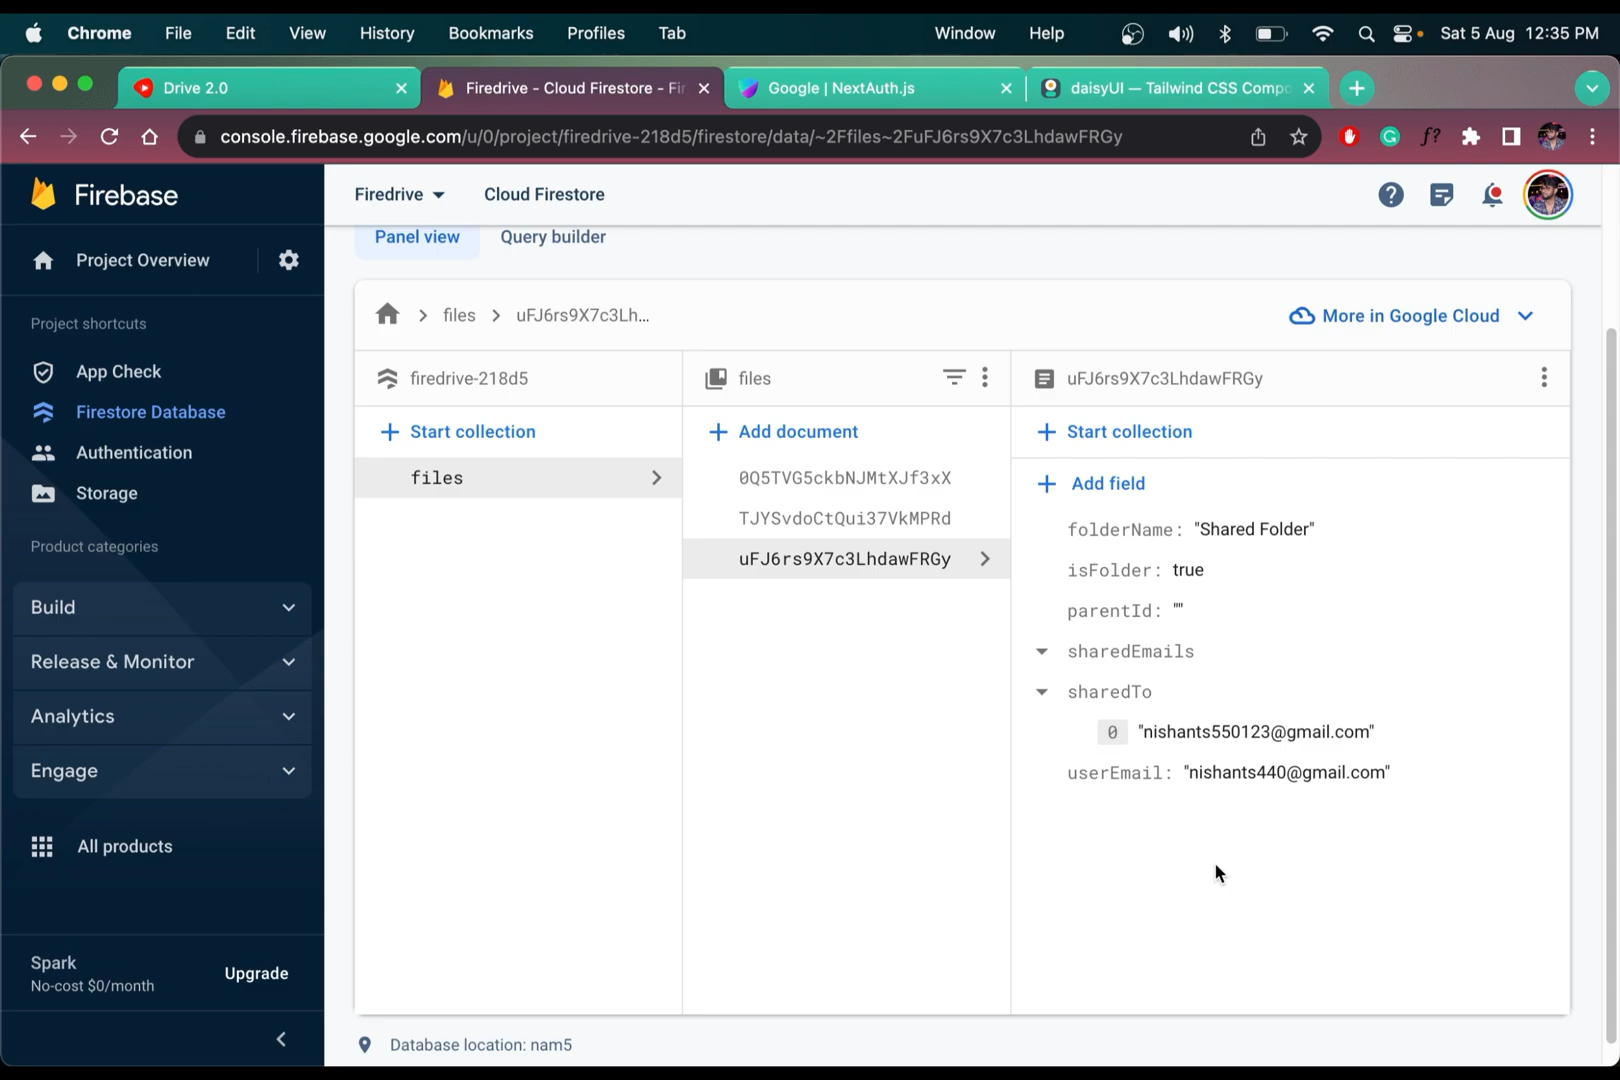 Chrome File Edit View History Bookmarks Profiles Tab Window Help Sat 5 Aug 12:35 PM
Drive 2.0 Firedrive - Cloud Firestore - Fir Google | NextAuth.js daisyUI — Tailwind CSS Compo
console.firebase.google.com/u/0/project/firedrive-218d5/firestore/data/~2Ffiles~2FuFJ6rs9X7c3LhdawFRGy f?
Firebase
Project Overview
Project shortcuts
App Check
Firestore Database
Authentication
Storage
Product categories
Build
Release & Monitor
Analytics
Engage
All products
Spark
No-cost $0/month
Upgrade
Firedrive Cloud Firestore
Panel view Query builder
files uFJ6rs9X7c3Lh... More in Google Cloud
firedrive-218d5
Start collection
files
files
Add document
0Q5TVG5ckbNJMtXJf3xX
TJYSvdoCtQui37VkMPRd
uFJ6rs9X7c3LhdawFRGy
uFJ6rs9X7c3LhdawFRGy
Start collection
Add field
folderName: "Shared Folder"
isFolder: true
parentId: ""
sharedEmails
sharedTo
0 "nishants550123@gmail.com"
userEmail: "nishants440@gmail.com"
Database location: nam5